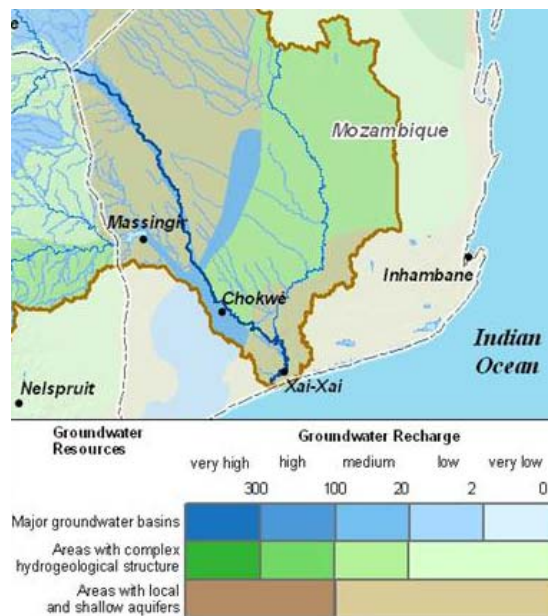 e
Mozambique
Massingir
Inhambane
Chokwè
Indian
Ocean
Nelspruit
Xai-Xai
Groundwater
Resources
Groundwater Recharge
very high high medium low very low
300 100 20 2 0
Major groundwater basins
Areas with complex
hydrogeological structure
Areas with local
and shallow aquifers